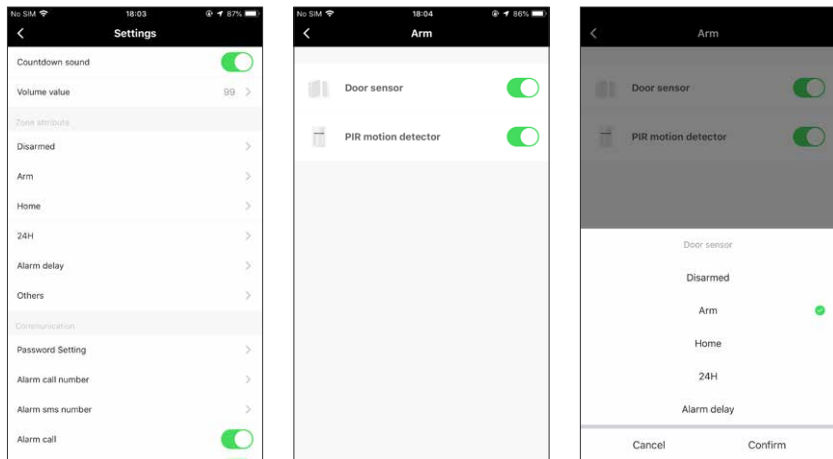 No SIM 18:03 87%
Settings
Countdown sound
Volume value 99
Zone attribute
Disarmed
Arm
Home
24H
Alarm delay
Others
Communication
Password Setting
Alarm call number
Alarm sms number
Alarm call
No SIM 18:04 86%
Arm
Door sensor
PIR motion detector
Arm
Door sensor
PIR motion detector
Door sensor
Disarmed
Arm
Home
24H
Alarm delay
Cancel Confirm